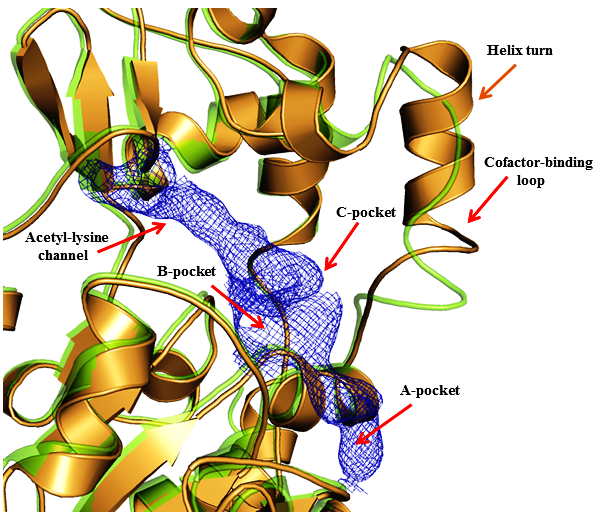 Helix turn
Cofactor-binding
loop
C-pocket
Acetyl-lysine
channel
B-pocket
A-pocket